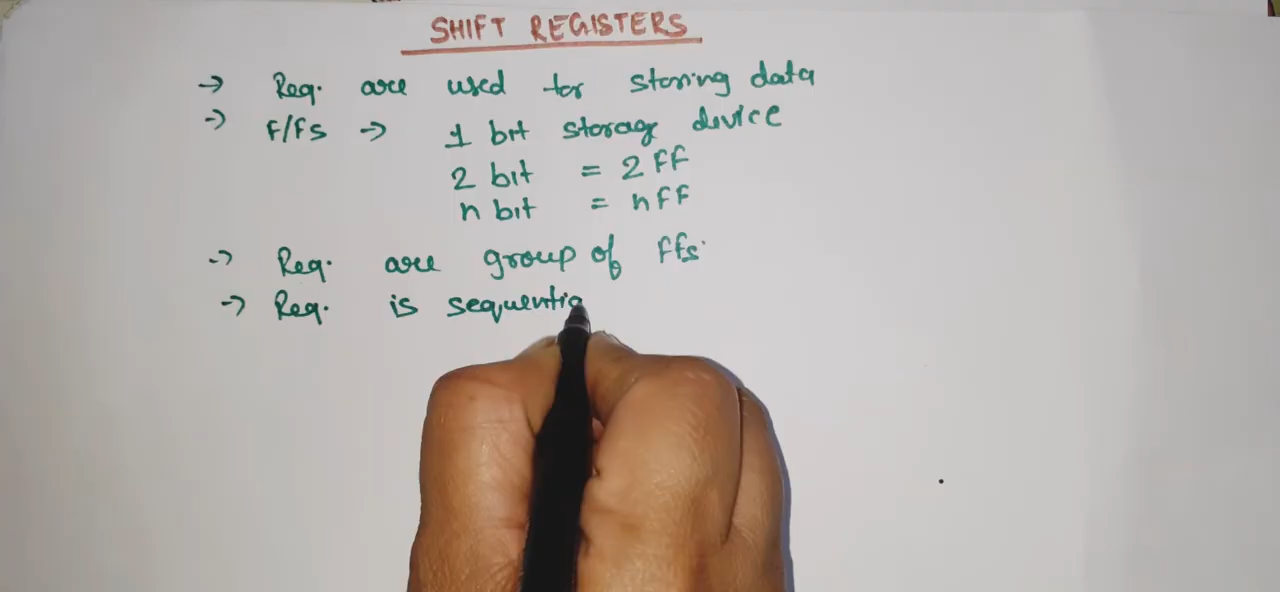 SHIFT REGISTERS
→ Reg. are used for storing data
→ F/Fs → 1 bit storage device
2 bit = 2 FF
n bit = n FF
→ Reg. are group of FFs.
→ Reg. is sequentia